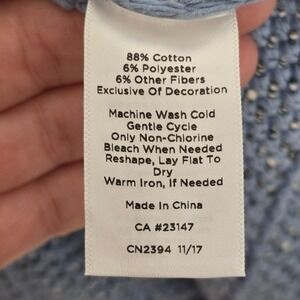 88% Cotton
6% Polyester
6% Other Fibers
Exclusive Of Decoration
Machine Wash Cold
Gentle Cycle
Only Non-Chlorine
Bleach When Needed
Reshape, Lay Flat To
Dry
Warm Iron, If Needed
Made In China
CA #23147
CN2394 11/17